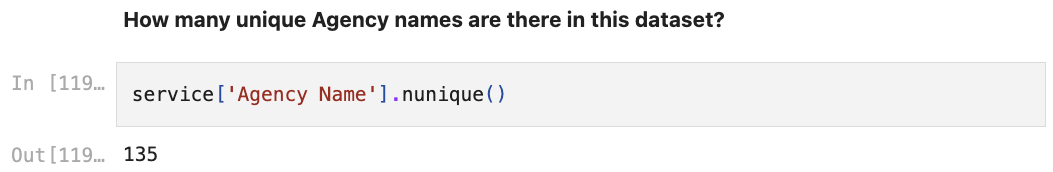 How many unique Agency names are there in this dataset?
In [119…
service['Agency Name'].nunique()
Out[119…
135